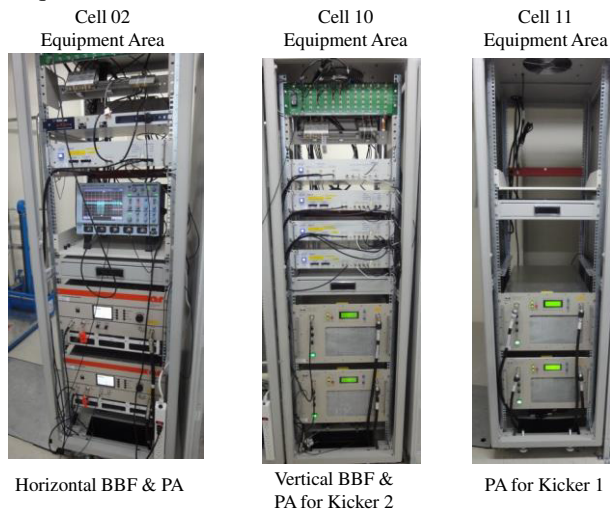 Cell 02
Equipment Area
Cell 10
Equipment Area
Cell 11
Equipment Area
Horizontal BBF & PA
Vertical BBF &
PA for Kicker 2
PA for Kicker 1